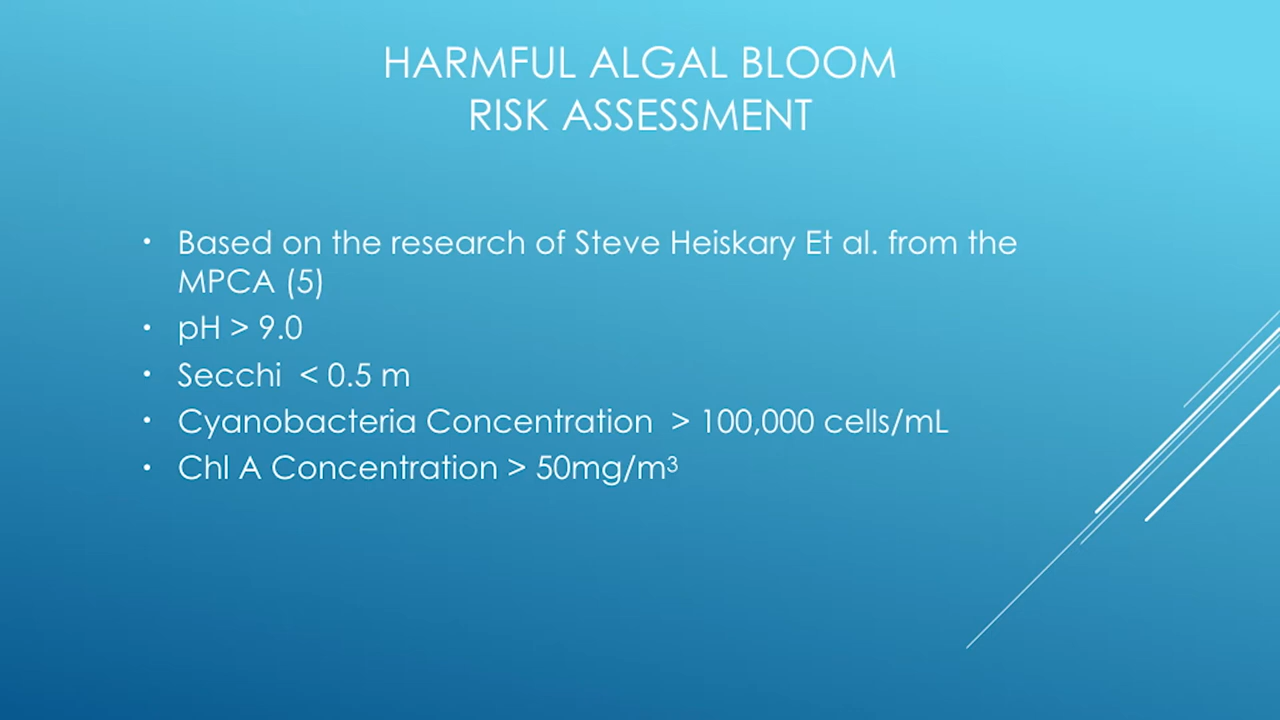 HARMFUL ALGAL BLOOM
RISK ASSESSMENT
• Based on the research of Steve Heiskary Et al. from the
MPCA (5)
• pH > 9.0
• Secchi  < 0.5 m
• Cyanobacteria Concentration  > 100,000 cells/mL
• Chl A Concentration > 50mg/m³